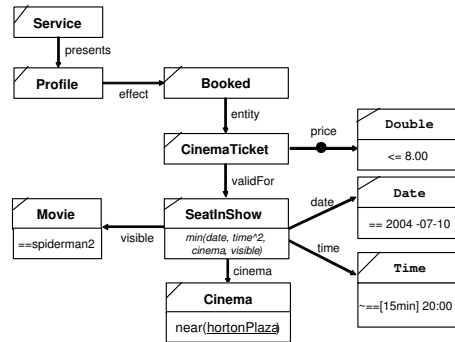 Service
presents
Profile
effect
Booked
entity
CinemaTicket
price
Double
<= 8.00
validFor
Movie
==spiderman2
visible
SeatInShow
min(date, time^2,
cinema, visible)
date
Date
== 2004 -07-10
time
Time
~==[15min] 20:00
cinema
Cinema
near(hortonPlaza)